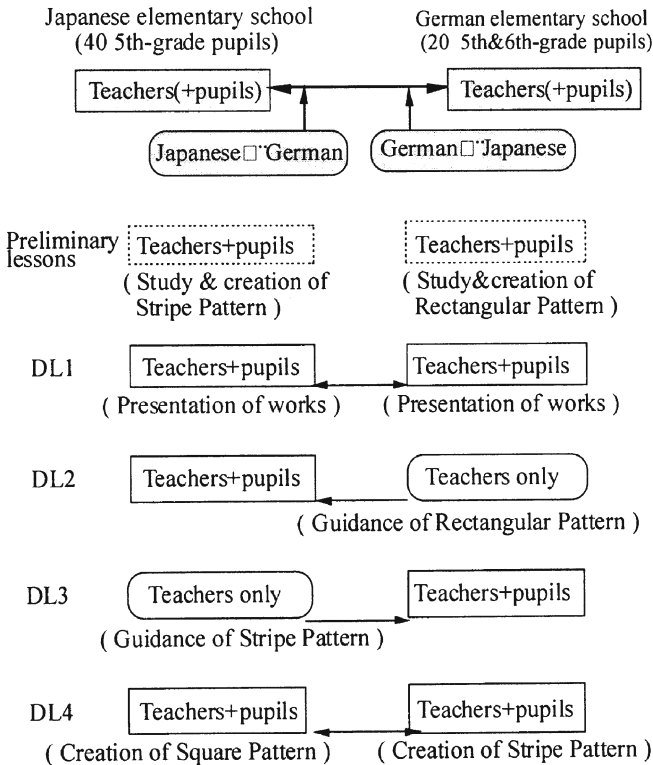 Japanese elementary school
(40 5th-grade pupils)
German elementary school
(20 5th&6th-grade pupils)
Teachers(+pupils)
Teachers(+pupils)
Japanese□¨German
German□¨Japanese
Preliminary
lessons
Teachers+pupils
Teachers+pupils
( Study & creation of
Stripe Pattern )
( Study&creation of
Rectangular Pattern )
DL1
Teachers+pupils
Teachers+pupils
( Presentation of works )
( Presentation of works )
DL2
Teachers+pupils
Teachers only
( Guidance of Rectangular Pattern )
DL3
Teachers only
Teachers+pupils
( Guidance of Stripe Pattern )
DL4
Teachers+pupils
Teachers+pupils
( Creation of Square Pattern )
( Creation of Stripe Pattern )